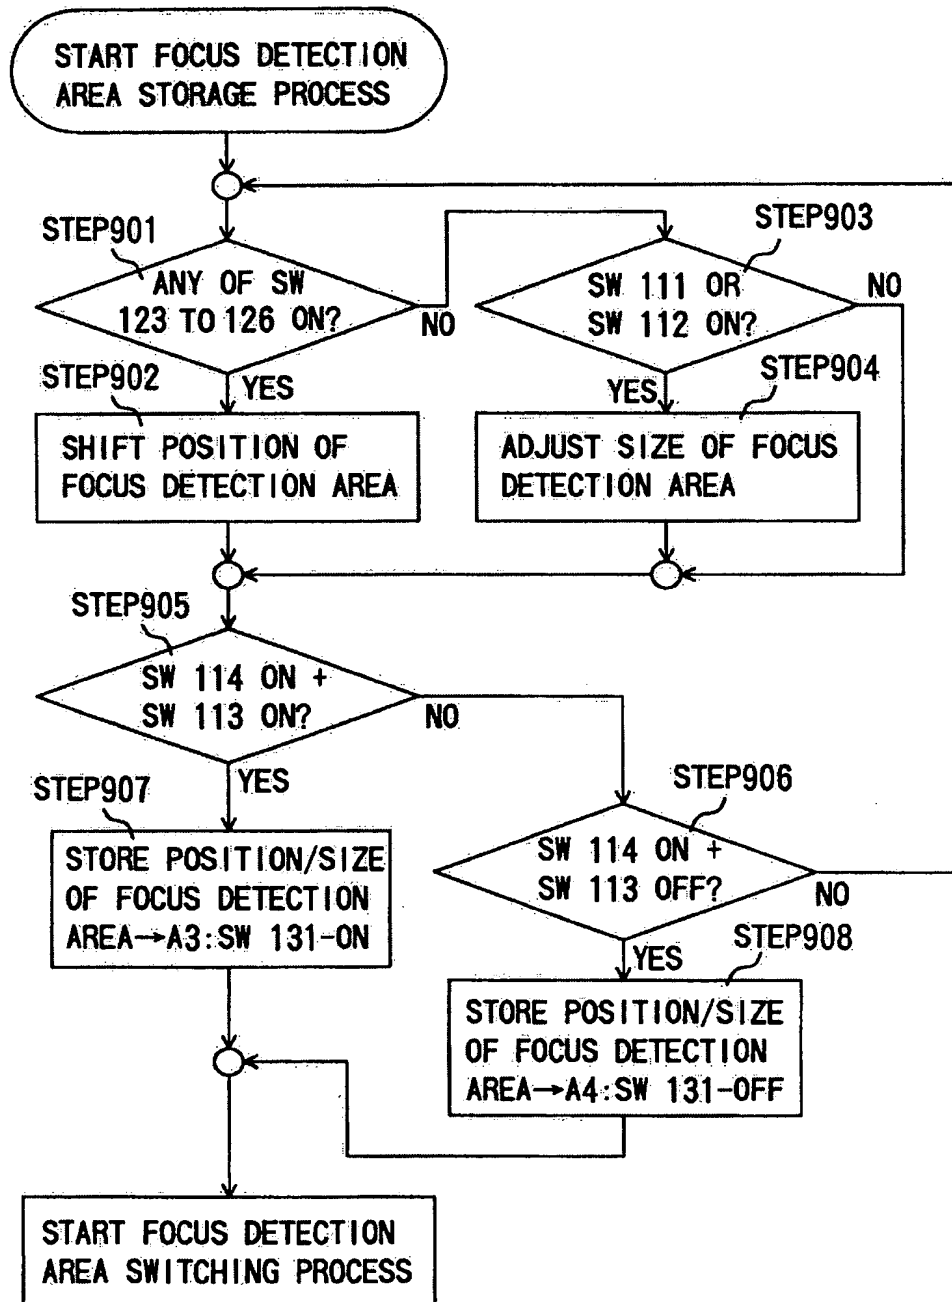 START FOCUS DETECTION
AREA STORAGE PROCESS
STEP901
ANY OF SW
123 TO 126 ON?
NO
YES
STEP903
SW 111 OR
SW 112 ON?
NO
YES
STEP902
SHIFT POSITION OF
FOCUS DETECTION AREA
STEP904
ADJUST SIZE OF FOCUS
DETECTION AREA
STEP905
SW 114 ON +
SW 113 ON?
NO
YES
STEP906
SW 114 ON +
SW 113 OFF?
NO
YES
STEP907
STORE POSITION/SIZE
OF FOCUS DETECTION
AREA→A3:SW 131-ON
STEP908
STORE POSITION/SIZE
OF FOCUS DETECTION
AREA→A4:SW 131-OFF
START FOCUS DETECTION
AREA SWITCHING PROCESS